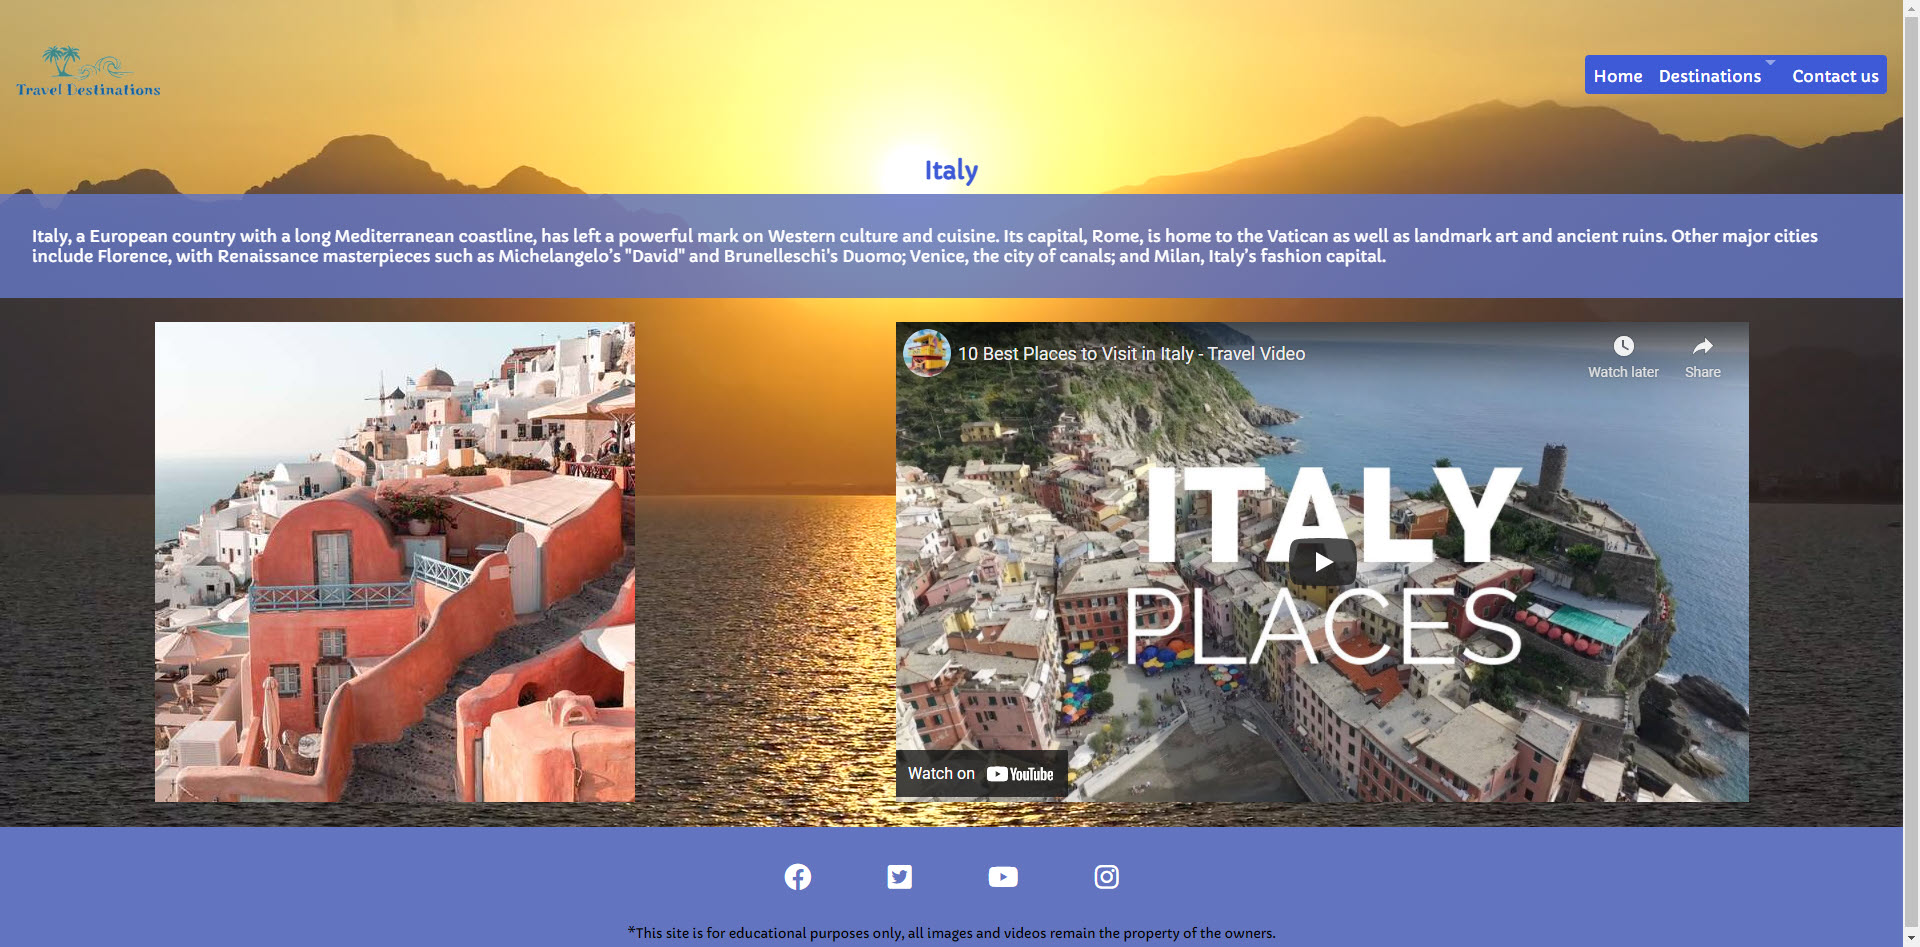 Travel Destinations
Home Destinations Contact us
Italy
Italy, a European country with a long Mediterranean coastline, has left a powerful mark on Western culture and cuisine. Its capital, Rome, is home to the Vatican as well as landmark art and ancient ruins. Other major cities
include Florence, with Renaissance masterpieces such as Michelangelo’s "David" and Brunelleschi's Duomo; Venice, the city of canals; and Milan, Italy’s fashion capital.
10 Best Places to Visit in Italy - Travel Video
Watch later Share
ITALY
PLACES
Watch on YouTube
*This site is for educational purposes only, all images and videos remain the property of the owners.